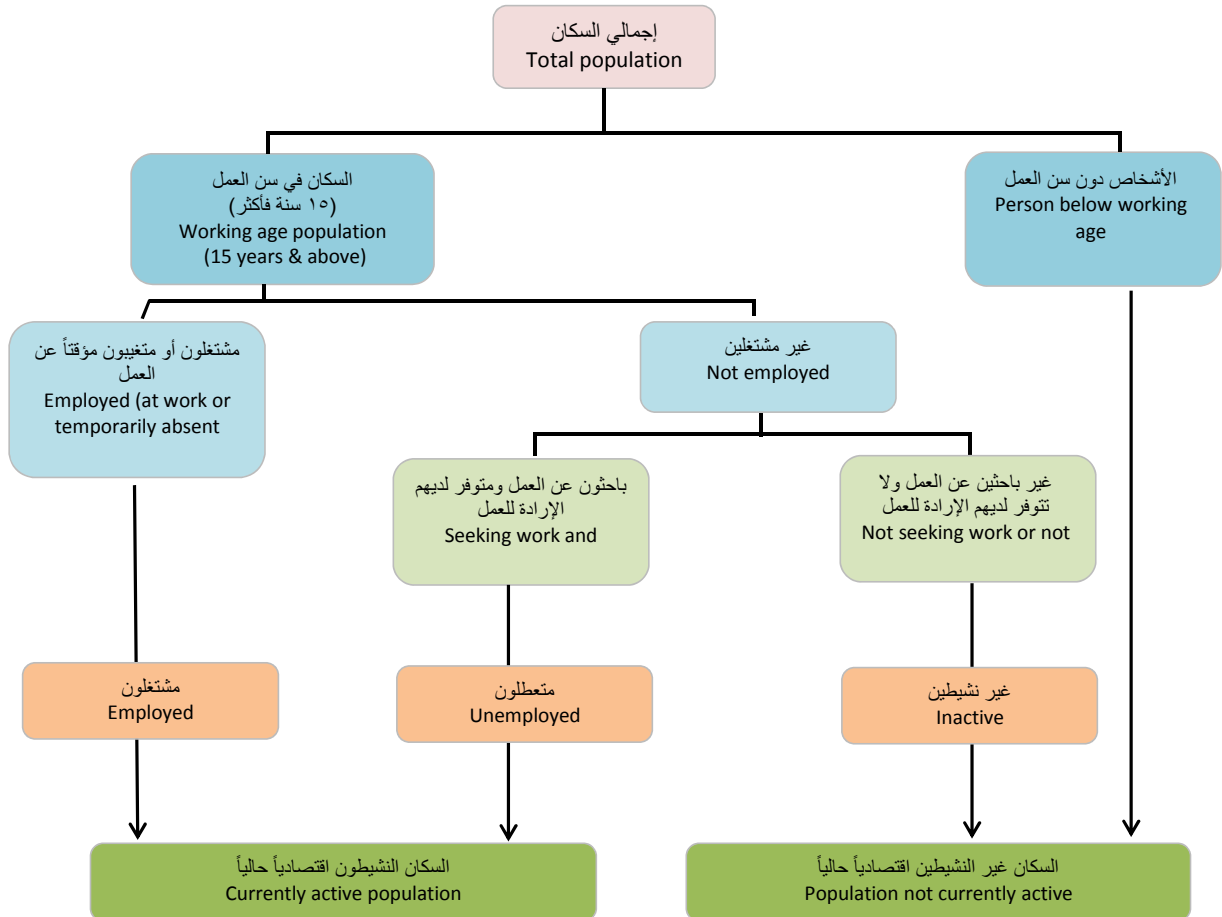 إجمالي السكان
Total population
السكان في سن العمل
(١٥ سنة فأكثر)
Working age population
(15 years & above)
الأشخاص دون سن العمل
Person below working
age
مشتغلون أو متغيبون مؤقتاً عن
العمل
Employed (at work or
temporarily absent
غير مشتغلين
Not employed
باحثون عن العمل ومتوفر لديهم
الإرادة للعمل
Seeking work and
غير باحثين عن العمل ولا
تتوفر لديهم الإرادة للعمل
Not seeking work or not
مشتغلون
Employed
متعطلون
Unemployed
غير نشيطين
Inactive
السكان النشيطون اقتصادياً حالياً
Currently active population
السكان غير النشيطين اقتصادياً حالياً
Population not currently active